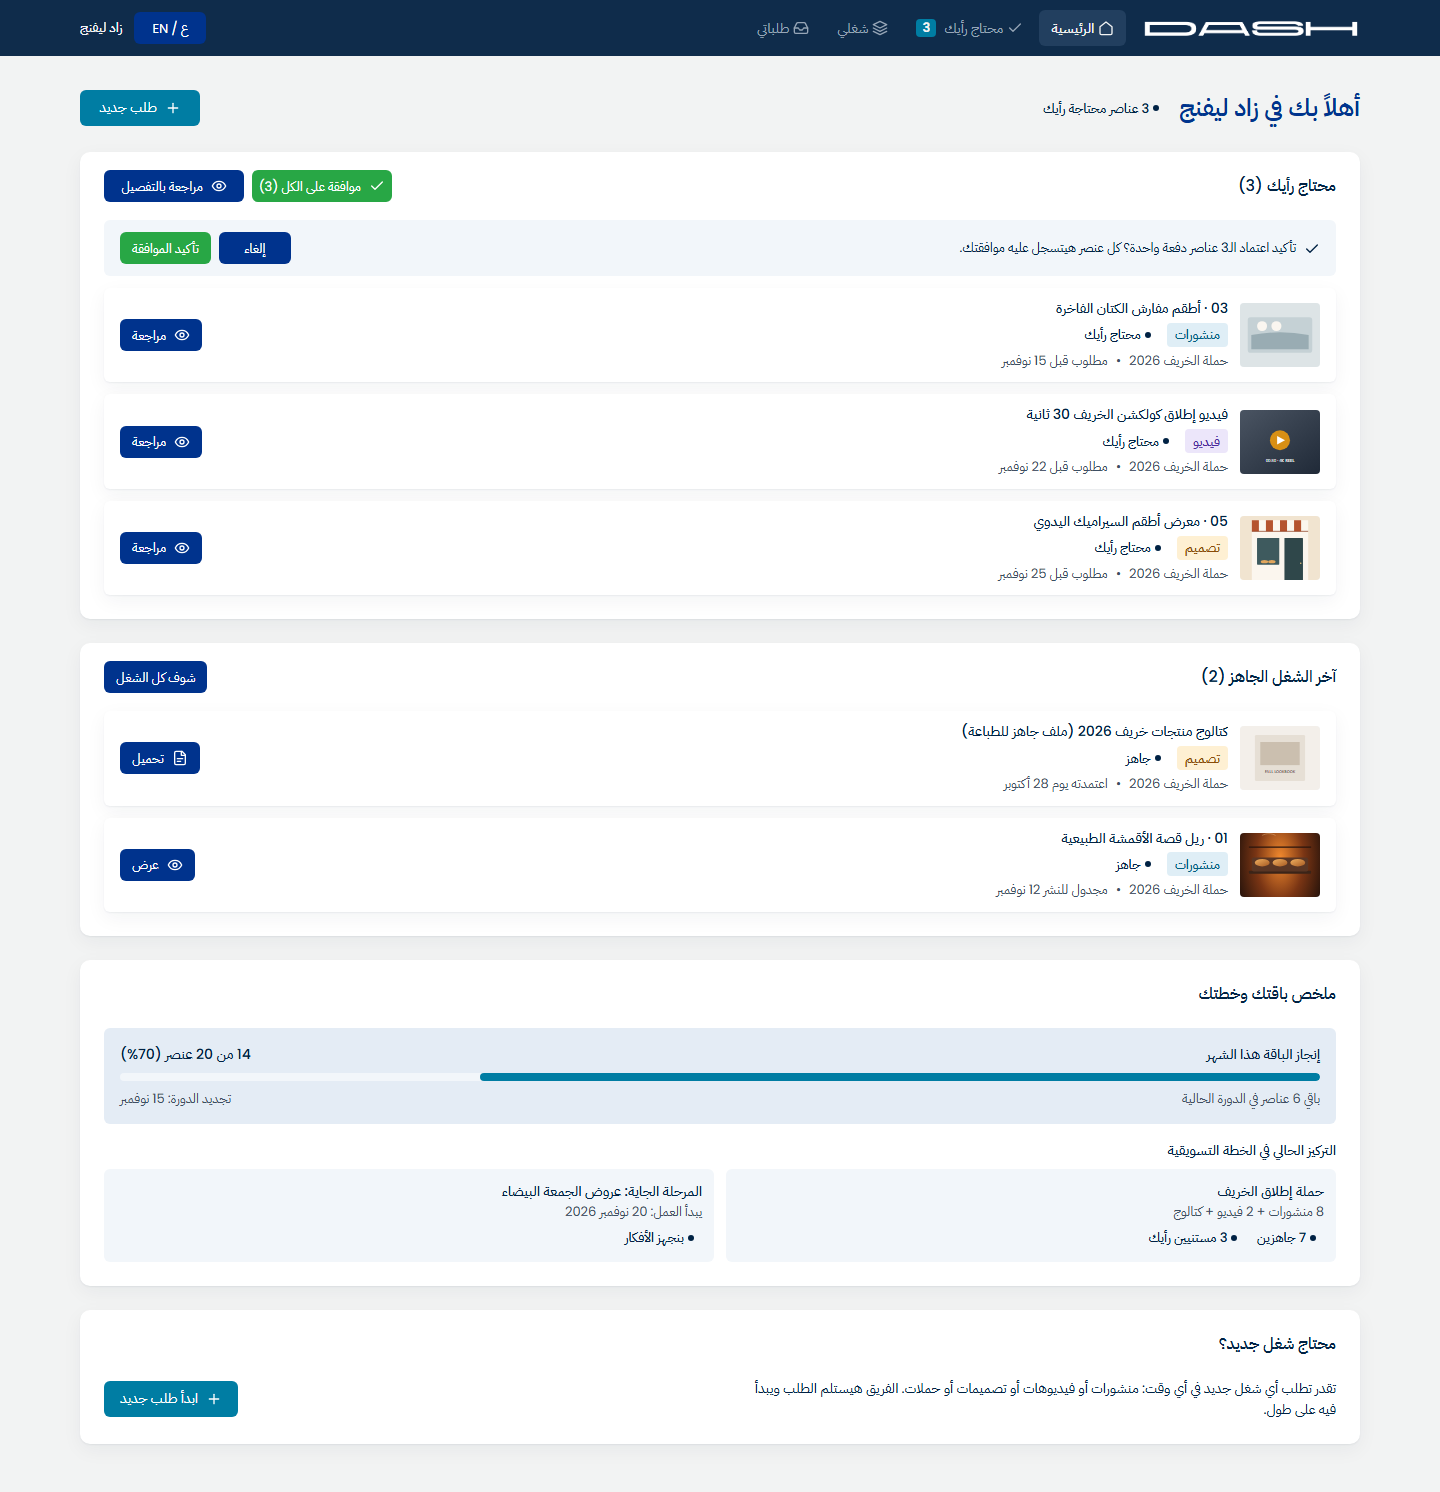 DASH
الرئيسية
محتاج رأيك 3
شغلي
طلباتي
ع / EN
زاد ليفنج
أهلاً بك في زاد ليفنج
3 عناصر محتاجة رأيك
طلب جديد
محتاج رأيك (3)
موافقة على الكل (3)
مراجعة بالتفصيل
تأكيد اعتماد الـ3 عناصر دفعة واحدة؟ كل عنصر هيتسجل عليه موافقتك.
إلغاء
تأكيد الموافقة
03 · أطقم مفارش الكتان الفاخرة
منشورات
محتاج رأيك
حملة الخريف 2026 • مطلوب قبل 15 نوفمبر
مراجعة
فيديو إطلاق كولكشن الخريف 30 ثانية
فيديو
محتاج رأيك
حملة الخريف 2026 • مطلوب قبل 22 نوفمبر
مراجعة
05 · معرض أطقم السيراميك اليدوي
تصميم
محتاج رأيك
حملة الخريف 2026 • مطلوب قبل 25 نوفمبر
مراجعة
آخر الشغل الجاهز (2)
شوف كل الشغل
كتالوج منتجات خريف 2026 (ملف جاهز للطباعة)
تصميم
جاهز
حملة الخريف 2026 • اعتمدته يوم 28 أكتوبر
تحميل
01 · ريل قصة الأقمشة الطبيعية
منشورات
جاهز
حملة الخريف 2026 • مجدول للنشر 12 نوفمبر
عرض
ملخص باقتك وخطتك
إنجاز الباقة هذا الشهر
14 من 20 عنصر (70%)
باقي 6 عناصر في الدورة الحالية
تجديد الدورة: 15 نوفمبر
التركيز الحالي في الخطة التسويقية
حملة إطلاق الخريف
8 منشورات + 2 فيديو + كتالوج
7 جاهزين
3 مستنيين رأيك
المرحلة الجاية: عروض الجمعة البيضاء
يبدأ العمل: 20 نوفمبر 2026
بنجهز الأفكار
محتاج شغل جديد؟
تقدر تطلب أي شغل جديد في أي وقت: منشورات أو فيديوهات أو تصميمات أو حملات. الفريق هيستلم الطلب ويبدأ
فيه على طول.
ابدأ طلب جديد